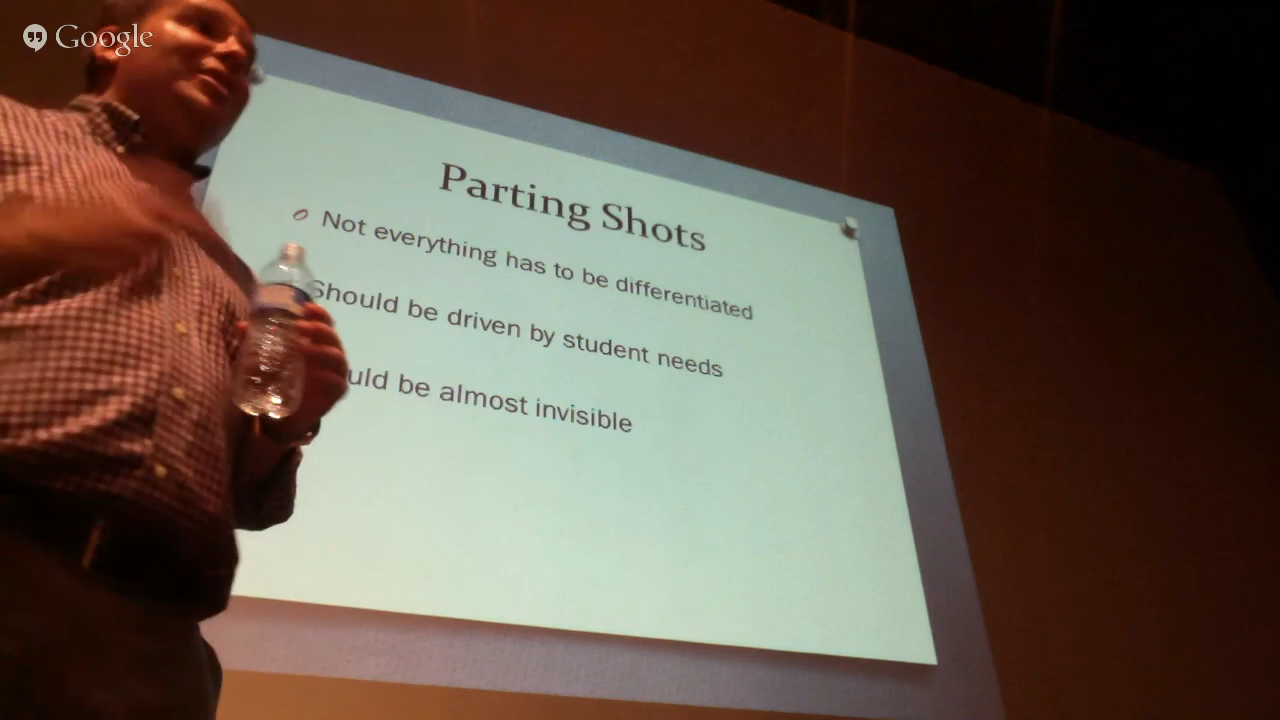 Google
Parting Shots
Not everything has to be differentiated
Should be driven by student needs
uld be almost invisible